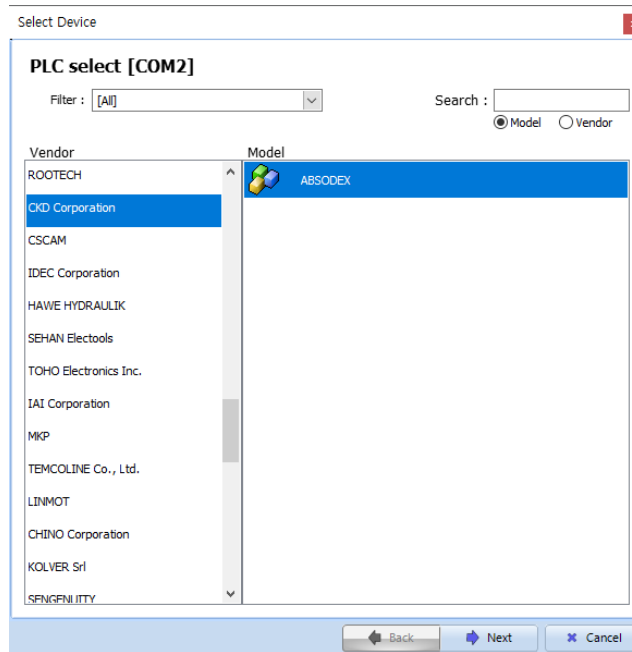 Select Device
PLC select [COM2]
Filter : [All]
Search :
Model Vendor
Vendor Model
ROOTECH
ABSODEX
CKD Corporation
CSCAM
IDEC Corporation
HAWE HYDRAULIK
SEHAN Electools
TOHO Electronics Inc.
IAI Corporation
MKP
TEMCOLINE Co., Ltd.
LINMOT
CHINO Corporation
KOLVER Srl
SENGENUITY
Back Next Cancel